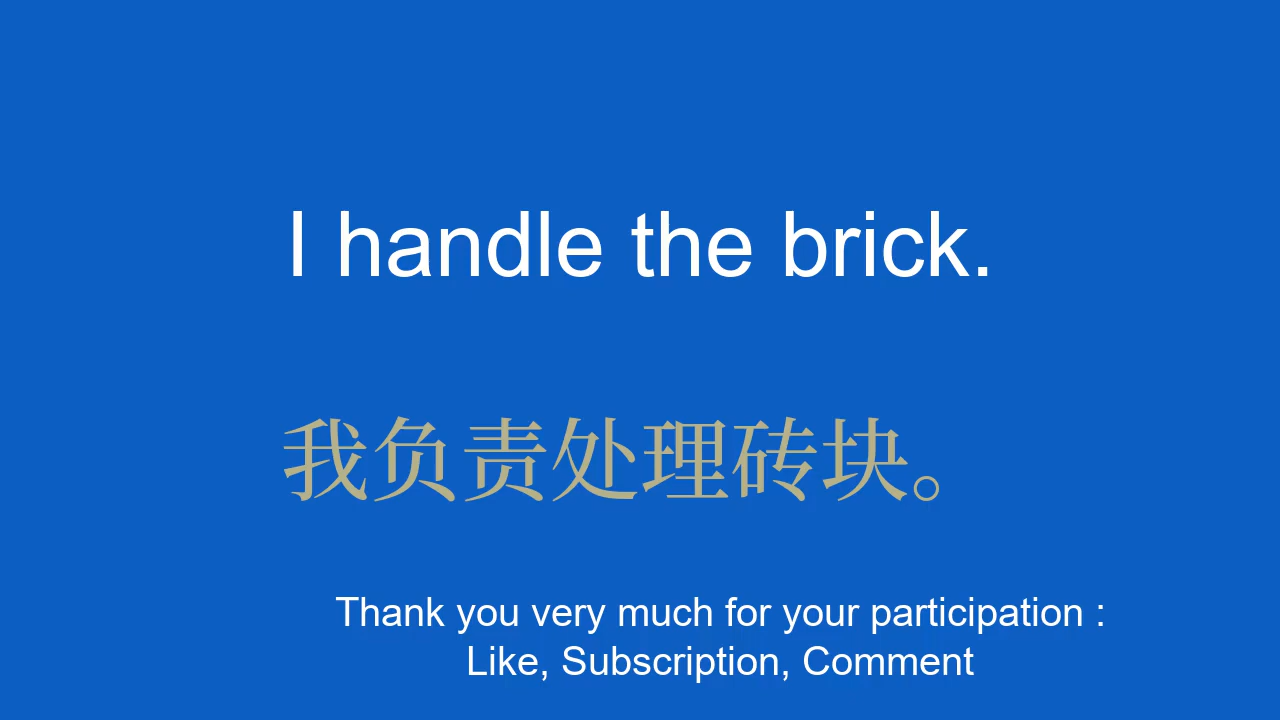 I handle the brick.
我负责处理砖块。
Thank you very much for your participation :
Like, Subscription, Comment